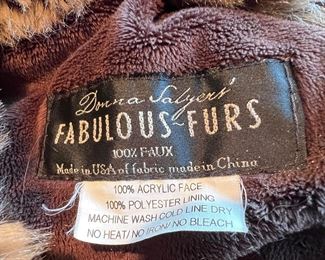 Donna Salyers'
FABULOUS-FURS
100% FAUX
Made in USA of fabric made in China
100% ACRYLIC FACE
100% POLYESTER LINING
MACHINE WASH COLD LINE DRY
NO HEAT/ NO IRON/ NO BLEACH